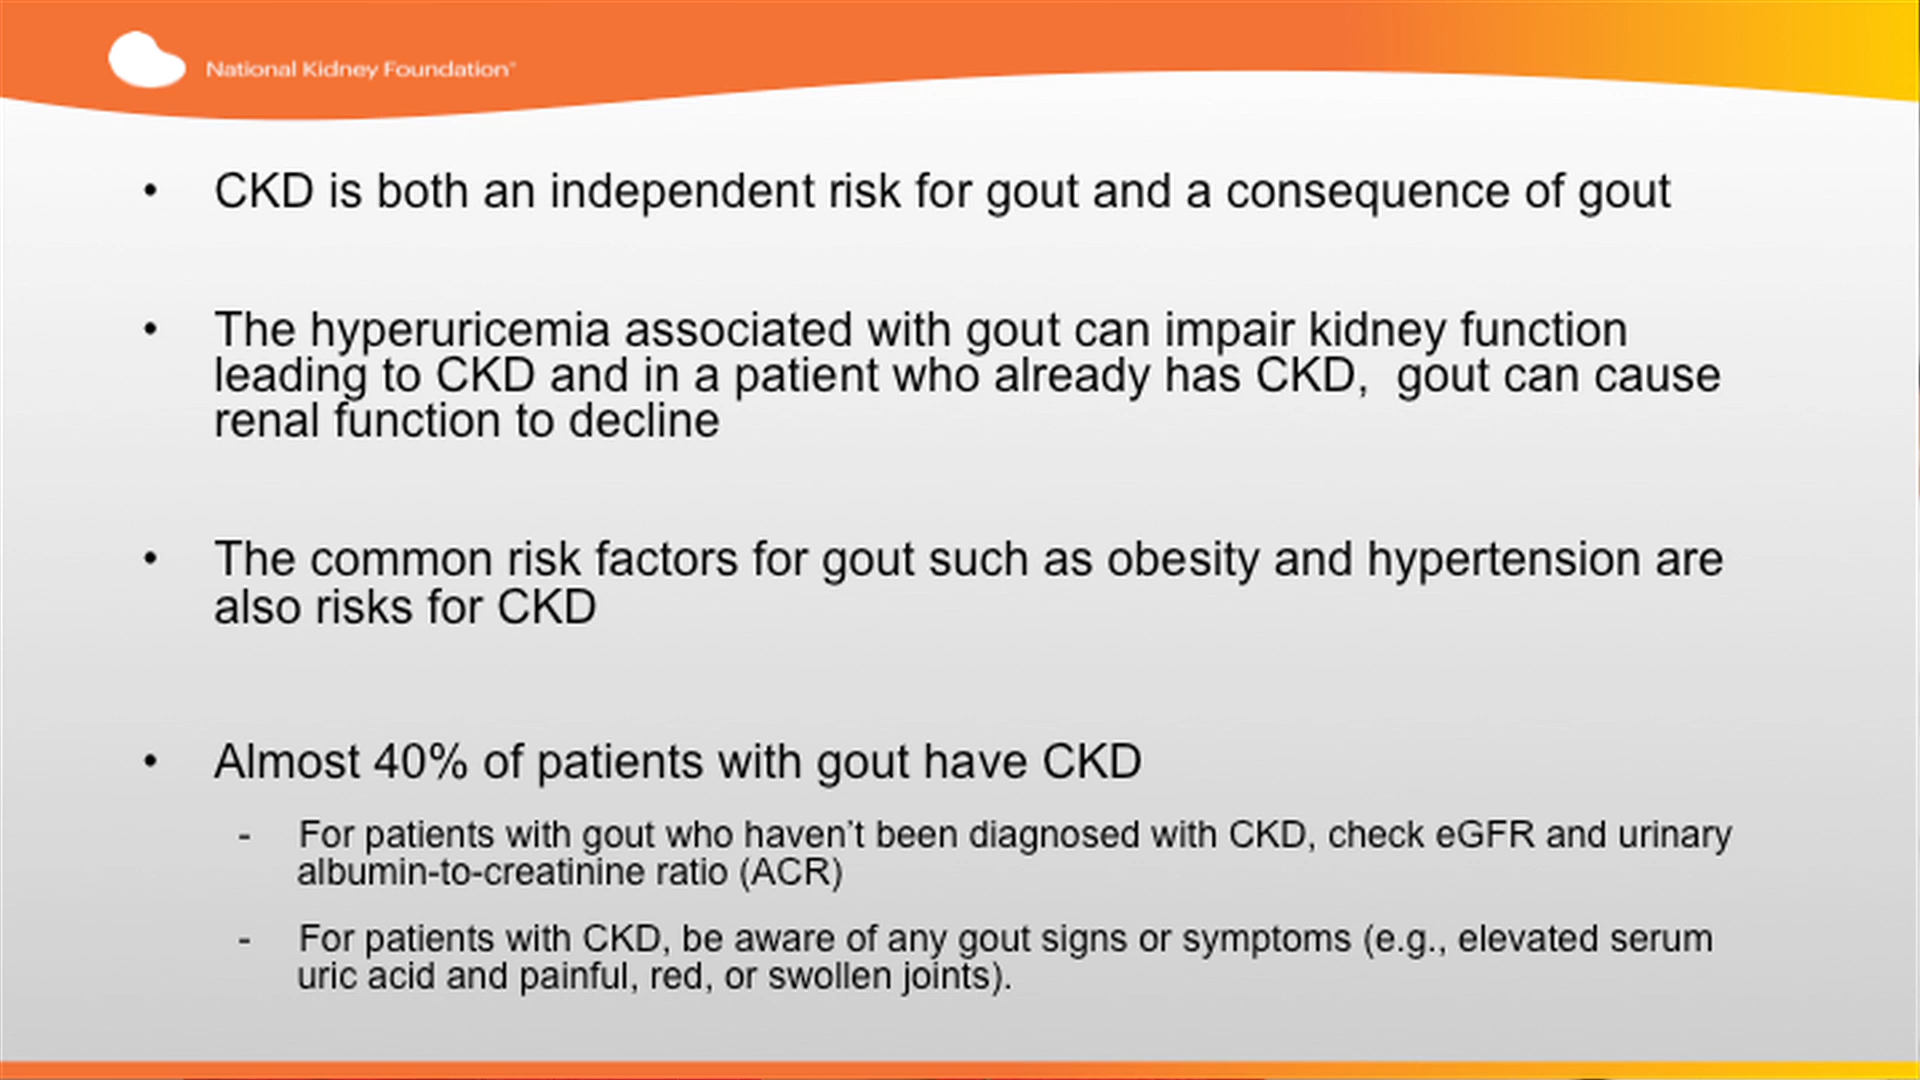 National Kidney Foundation®
• CKD is both an independent risk for gout and a consequence of gout
• The hyperuricemia associated with gout can impair kidney function
leading to CKD and in a patient who already has CKD,  gout can cause
renal function to decline
• The common risk factors for gout such as obesity and hypertension are
also risks for CKD
• Almost 40% of patients with gout have CKD
- For patients with gout who haven’t been diagnosed with CKD, check eGFR and urinary
albumin-to-creatinine ratio (ACR)
- For patients with CKD, be aware of any gout signs or symptoms (e.g., elevated serum
uric acid and painful, red, or swollen joints).